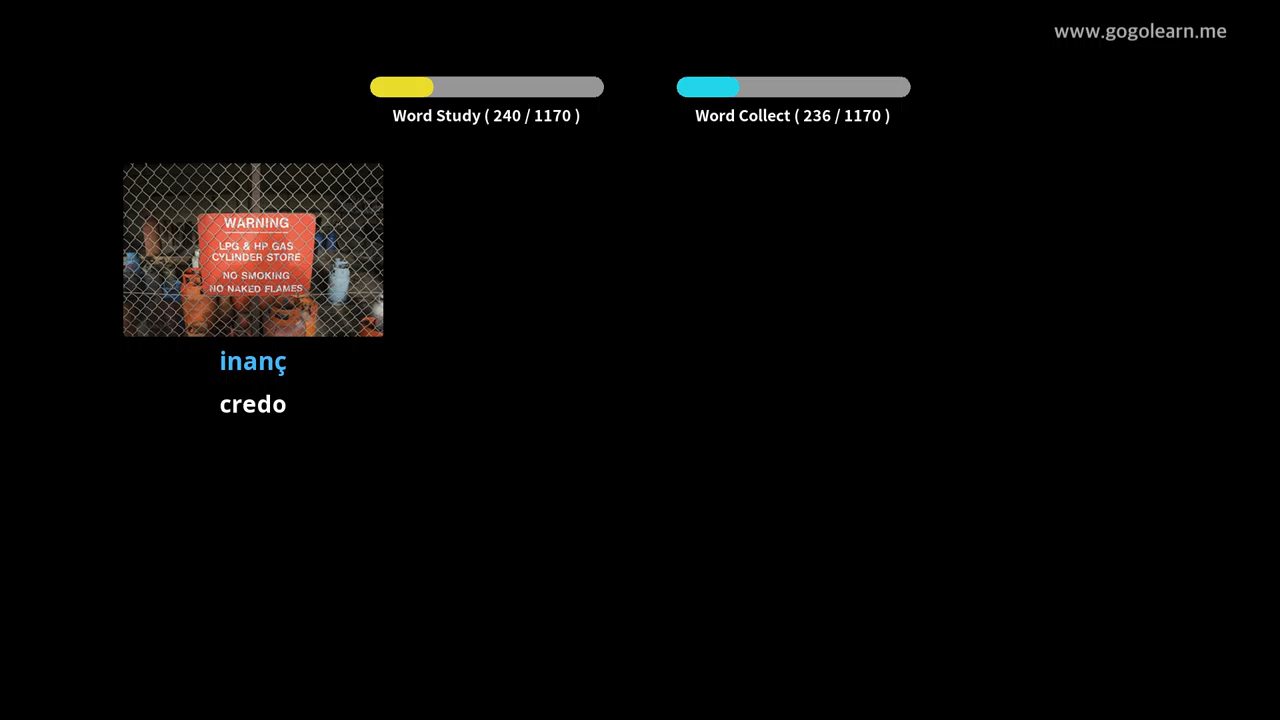 www.gogolearn.me
Word Study ( 240 / 1170 )
Word Collect ( 236 / 1170 )
WARNING
LPG & HP GAS
CYLINDER STORE
NO SMOKING
NO NAKED FLAMES
inanç
credo